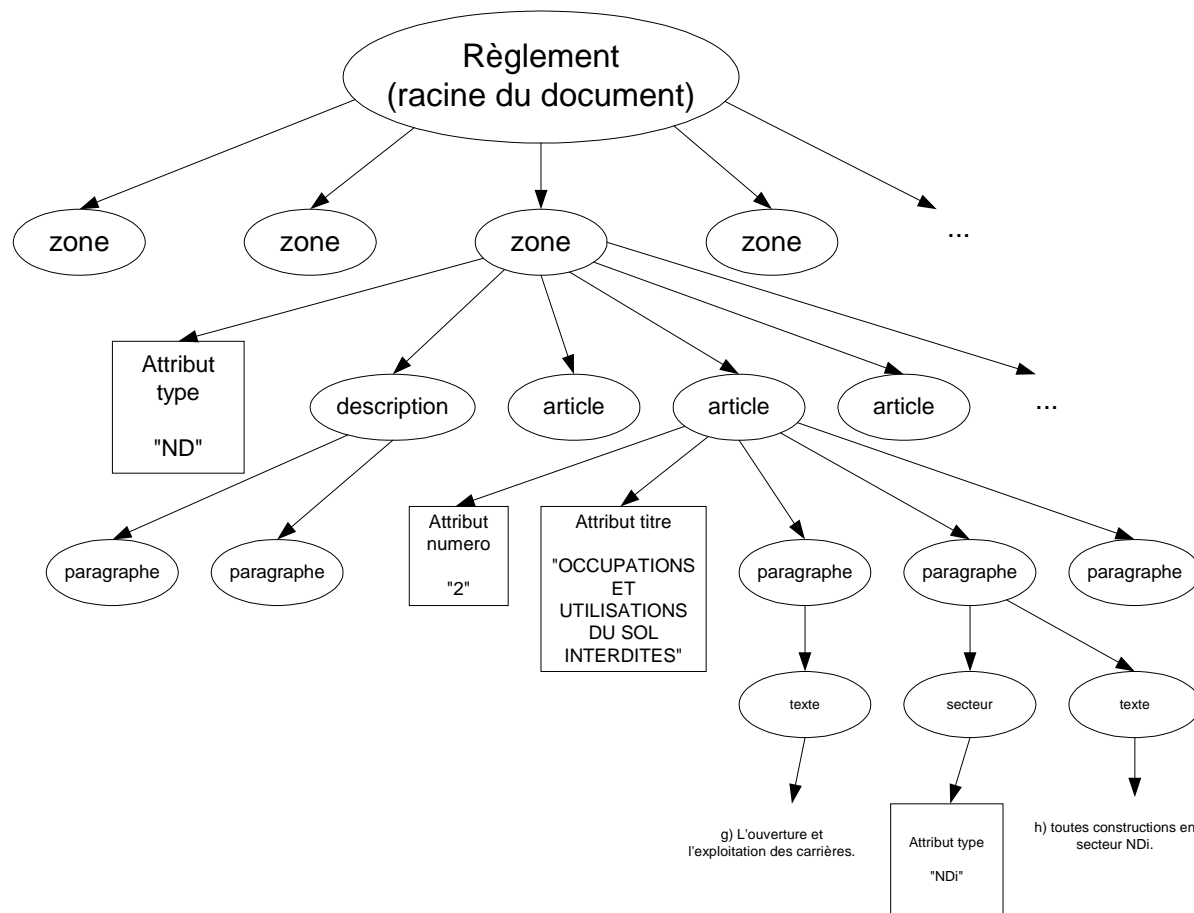 Règlement
(racine du document)
zone
zone
zone
zone
...
Attribut
type
"ND"
description
article
article
article
...
paragraphe
paragraphe
Attribut
numero
"2"
Attribut titre
"OCCUPATIONS
ET
UTILISATIONS
DU SOL
INTERDITES"
paragraphe
paragraphe
paragraphe
texte
secteur
texte
g) L'ouverture et
l'exploitation des carrières.
Attribut type
"NDi"
h) toutes constructions en
secteur NDi.